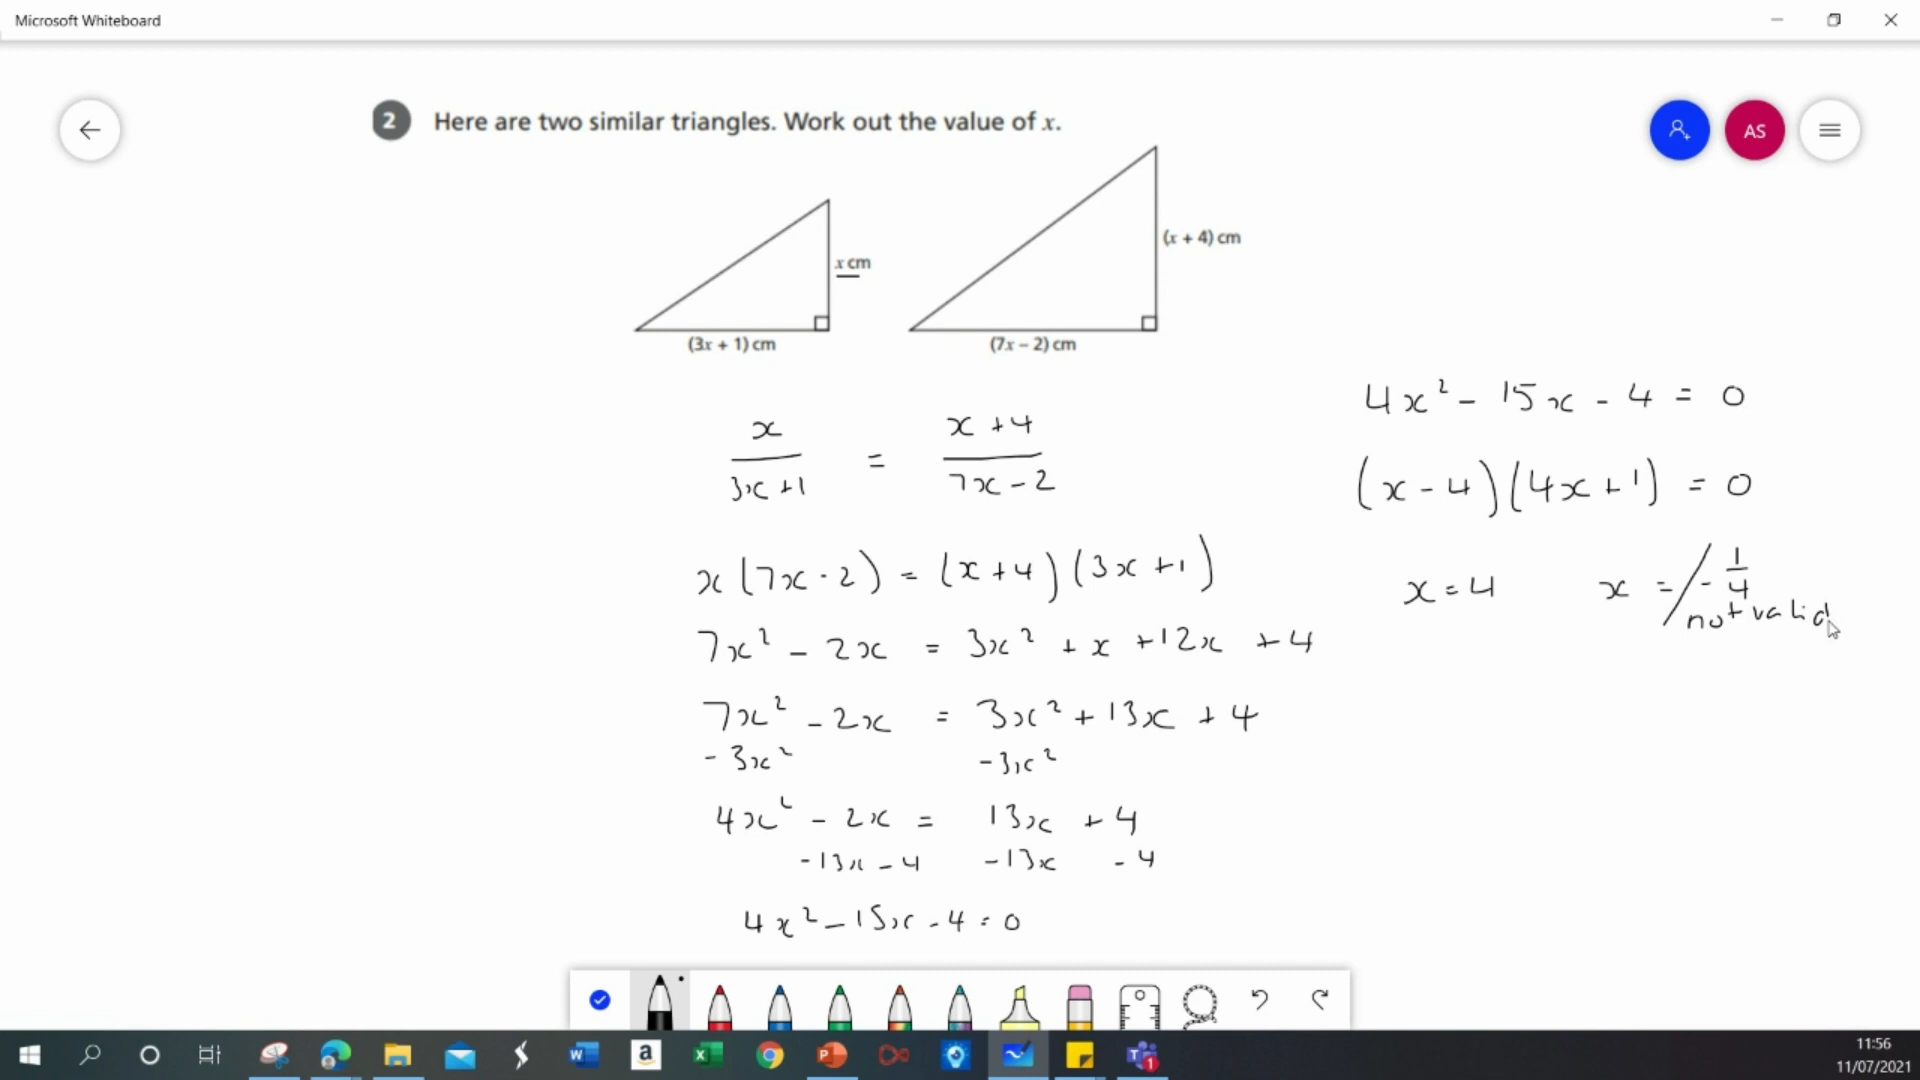 Microsoft Whiteboard
2 Here are two similar triangles. Work out the value of x.
AS
(x + 4) cm
x cm
(3x + 1) cm
(7x – 2) cm
x/3x+1 = x+4/7x-2
x(7x-2) = (x+4)(3x+1)
7x² - 2x = 3x² + x + 12x + 4
7x² - 2x = 3x² + 13x + 4
-3x² -3x²
4x² - 2x = 13x + 4
-13x - 4 -13x - 4
4x² - 15x - 4 = 0
4x² - 15x - 4 = 0
(x - 4)(4x + 1) = 0
x = 4 x = -1/4
not valid
a
1
11:56
11/07/2021